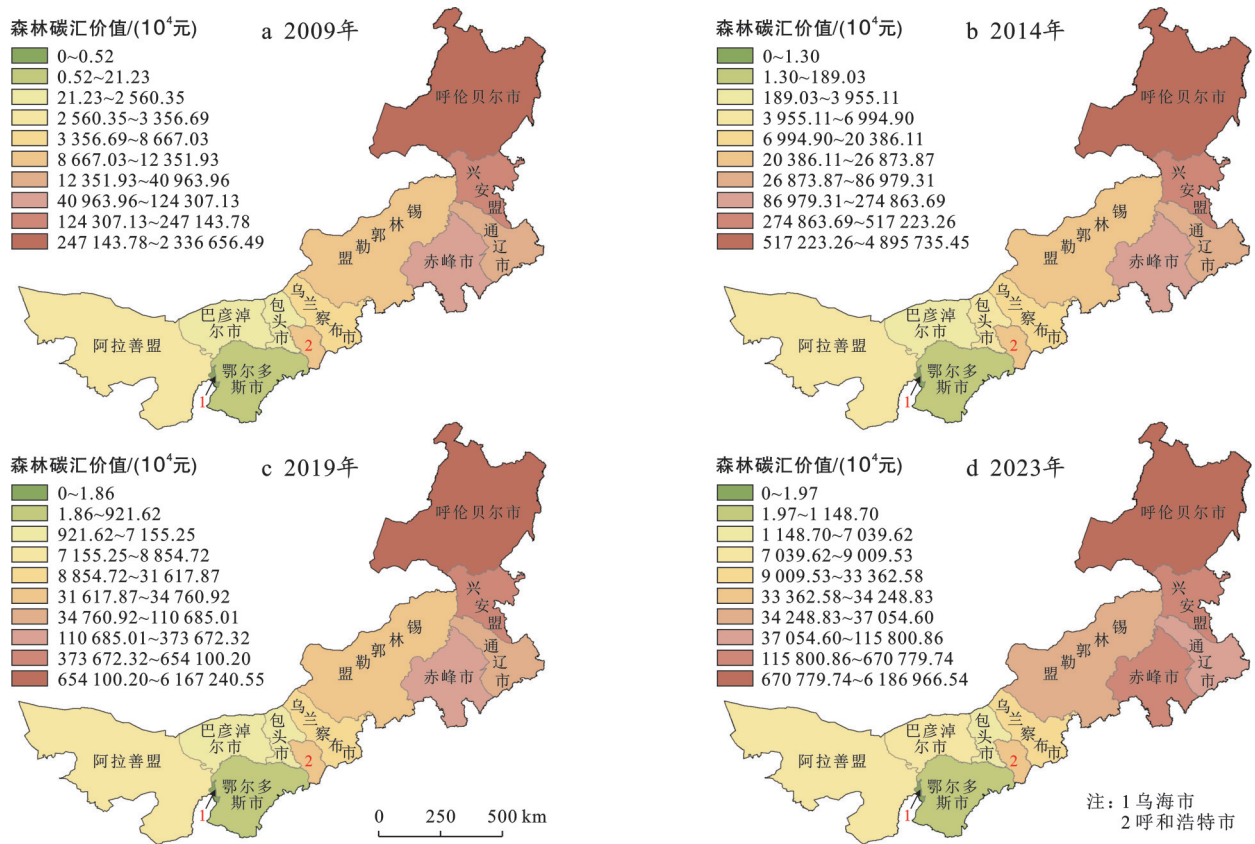 森林碳汇价值/(10⁴元)
a 2009年
0~0.52
0.52~21.23
21.23~2 560.35
2 560.35~3 356.69
3 356.69~8 667.03
8 667.03~12 351.93
12 351.93~40 963.96
40 963.96~124 307.13
124 307.13~247 143.78
247 143.78~2 336 656.49
呼伦贝尔市
兴安盟
通辽市
赤峰市
锡林郭勒盟
乌兰察布市
包头市
巴彦淖尔市
阿拉善盟
鄂尔多斯市
1
2
森林碳汇价值/(10⁴元)
b 2014年
0~1.30
1.30~189.03
189.03~3 955.11
3 955.11~6 994.90
6 994.90~20 386.11
20 386.11~26 873.87
26 873.87~86 979.31
86 979.31~274 863.69
274 863.69~517 223.26
517 223.26~4 895 735.45
呼伦贝尔市
兴安盟
通辽市
赤峰市
锡林郭勒盟
乌兰察布市
包头市
巴彦淖尔市
阿拉善盟
鄂尔多斯市
1
2
森林碳汇价值/(10⁴元)
c 2019年
0~1.86
1.86~921.62
921.62~7 155.25
7 155.25~8 854.72
8 854.72~31 617.87
31 617.87~34 760.92
34 760.92~110 685.01
110 685.01~373 672.32
373 672.32~654 100.20
654 100.20~6 167 240.55
呼伦贝尔市
兴安盟
通辽市
赤峰市
锡林郭勒盟
乌兰察布市
包头市
巴彦淖尔市
阿拉善盟
鄂尔多斯市
1
2
0 250 500 km
森林碳汇价值/(10⁴元)
d 2023年
0~1.97
1.97~1 148.70
1 148.70~7 039.62
7 039.62~9 009.53
9 009.53~33 362.58
33 362.58~34 248.83
34 248.83~37 054.60
37 054.60~115 800.86
115 800.86~670 779.74
670 779.74~6 186 966.54
呼伦贝尔市
兴安盟
通辽市
赤峰市
锡林郭勒盟
乌兰察布市
包头市
巴彦淖尔市
阿拉善盟
鄂尔多斯市
1
2
注：1 乌海市
2 呼和浩特市